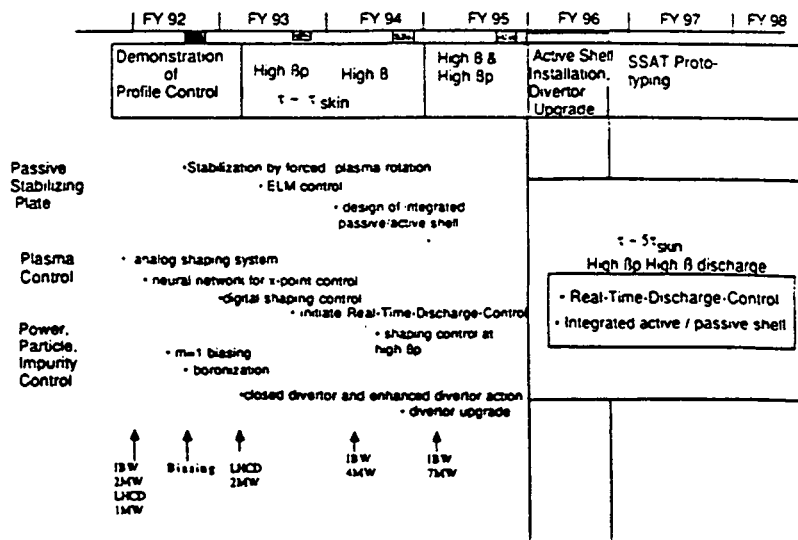 FY 92 FY 93 FY 94 FY 95 FY 96 FY 97 FY 98
Demonstration
of
Profile Control
High βp High β
τ ~ τskin
High β &
High βp
Active Shell
Installation,
Divertor
Upgrade
SSAT Proto-
typing
Passive
Stabilizing
Plate
•Stabilization by forced plasma rotation
•ELM control
•design of integrated
passive/active shell
τ ~ 5τskin
High βp High β discharge
• Real-Time-Discharge-Control
• Integrated active / passive shell
Plasma
Control
• analog shaping system
• neural network for x-point control
•digital shaping control
•initiate Real-Time-Discharge-Control
• shaping control at
high βp
Power,
Particle,
Impurity
Control
• m=1 biasing
• boronization
•closed divertor and enhanced divertor action
• divertor upgrade
IBW
2MW
LHCD
1MW
Biasing
LHCD
2MW
IBW
4MW
IBW
7MW